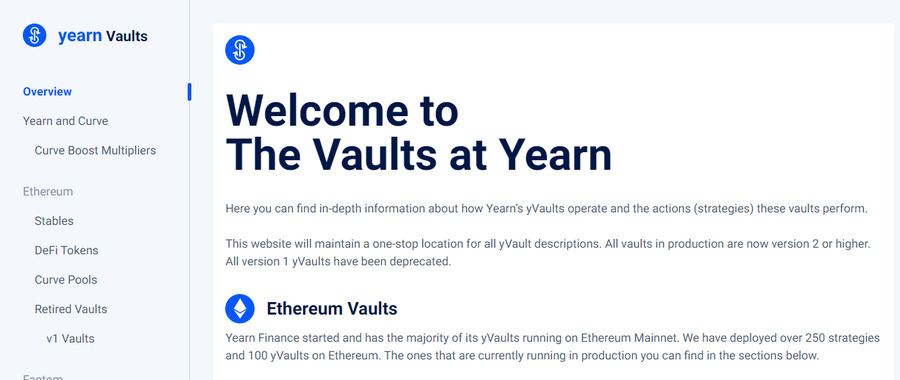 yearn Vaults
Overview
Yearn and Curve
Curve Boost Multipliers
Ethereum
Stables
DeFi Tokens
Curve Pools
Retired Vaults
v1 Vaults
Fantom
Welcome to
The Vaults at Yearn
Here you can find in-depth information about how Yearn's yVaults operate and the actions (strategies) these vaults perform.
This website will maintain a one-stop location for all yVault descriptions. All vaults in production are now version 2 or higher.
All version 1 yVaults have been deprecated.
Ethereum Vaults
Yearn Finance started and has the majority of its yVaults running on Ethereum Mainnet. We have deployed over 250 strategies
and 100 yVaults on Ethereum. The ones that are currently running in production you can find in the sections below.